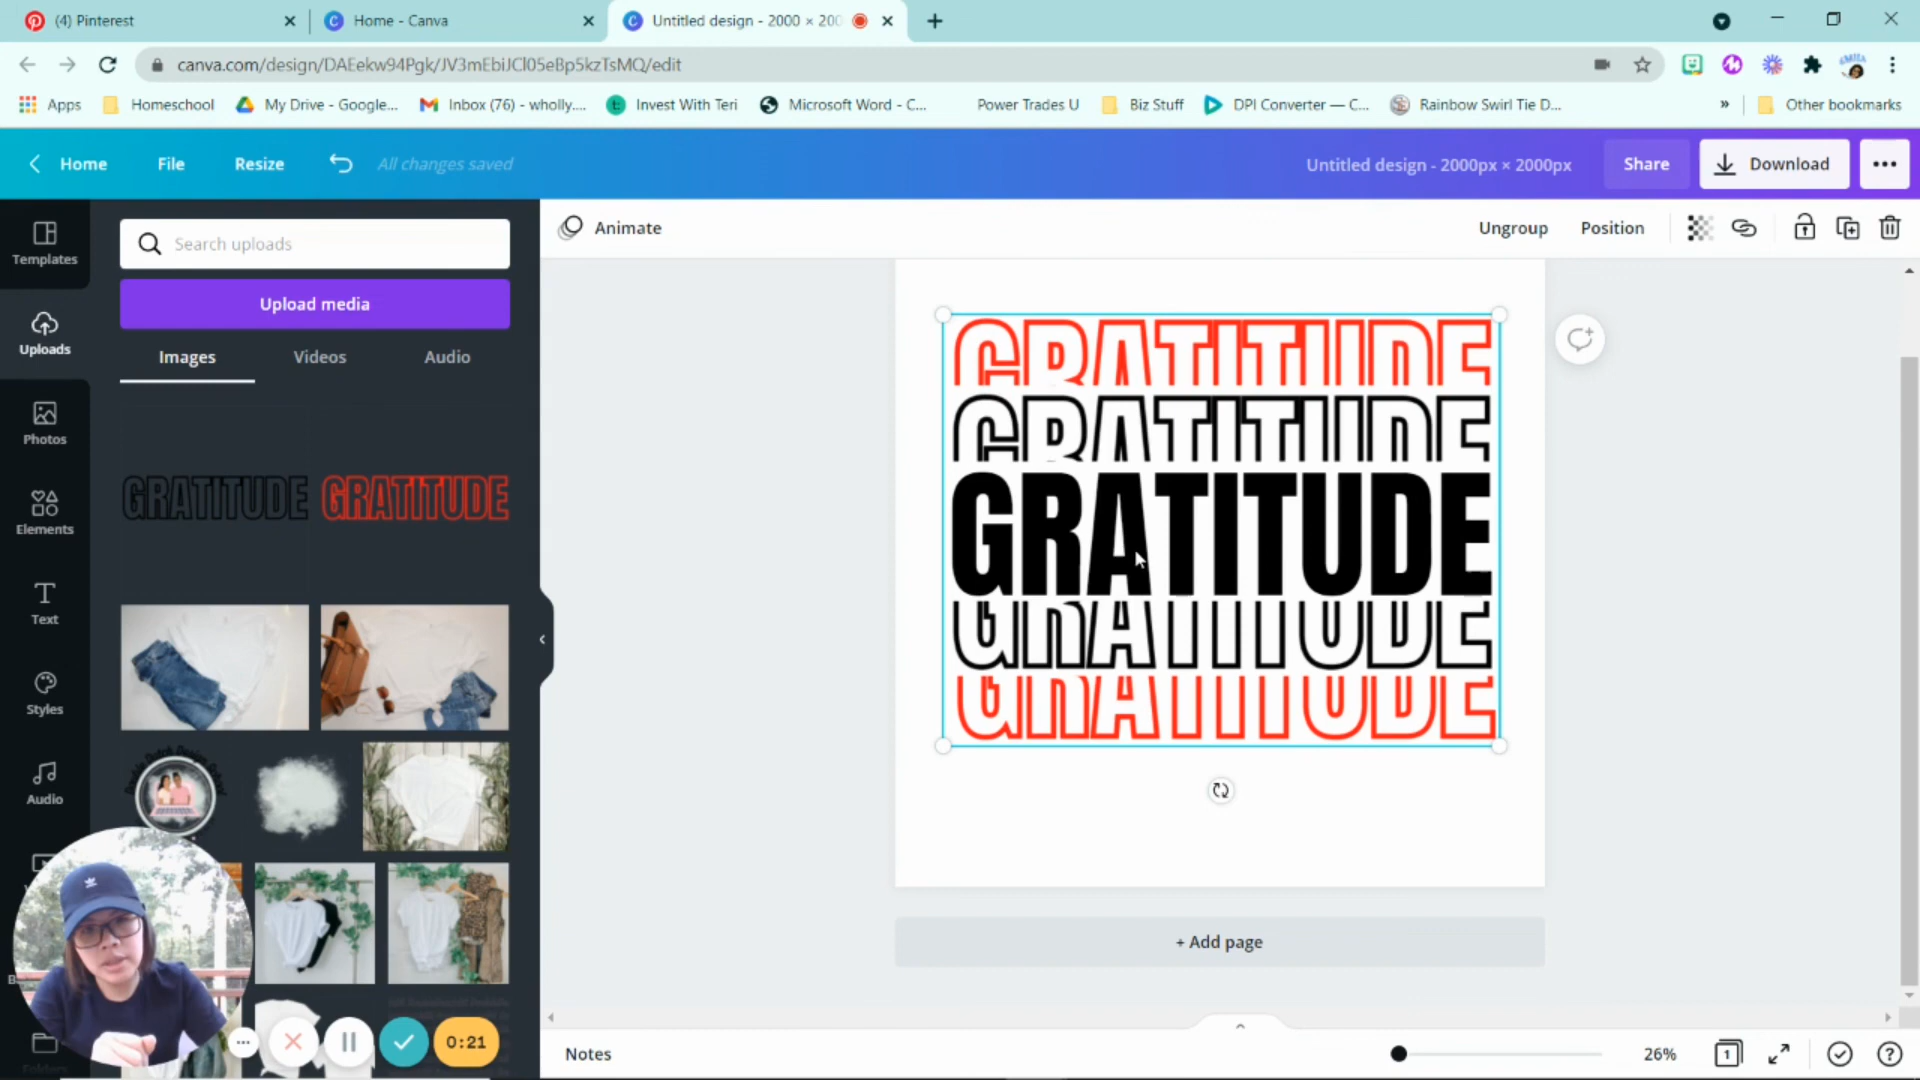 (4) Pinterest
Home - Canva
Untitled design - 2000 × 200
canva.com/design/DAEekw94Pgk/JV3mEbiJCl05eBp5kzTsMQ/edit
Apps
Homeschool
My Drive - Google...
Inbox (76) - wholly....
Invest With Teri
Microsoft Word - C...
Power Trades U
Biz Stuff
DPI Converter — C...
Rainbow Swirl Tie D...
»
Other bookmarks
Home
File
Resize
All changes saved
Untitled design - 2000px × 2000px
Share
Download
Templates
Uploads
Photos
Elements
Text
Styles
Audio
Search uploads
Upload media
Images
Videos
Audio
GRATITUDE
GRATITUDE
Animate
Ungroup
Position
GRATITUDE
GRATITUDE
GRATITUDE
GRATITUDE
GRATITUDE
+ Add page
0:21
Notes
26%
1